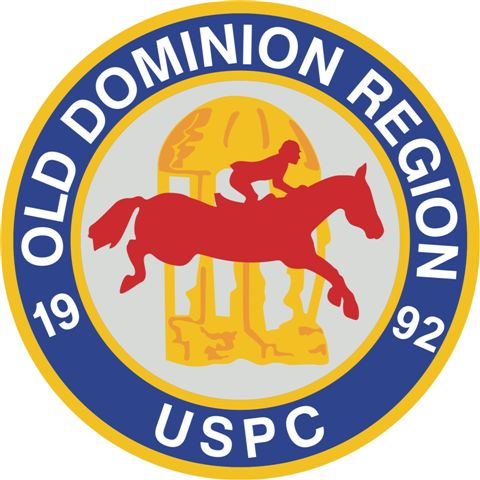 OLD DOMINION REGION
19 92
USPC